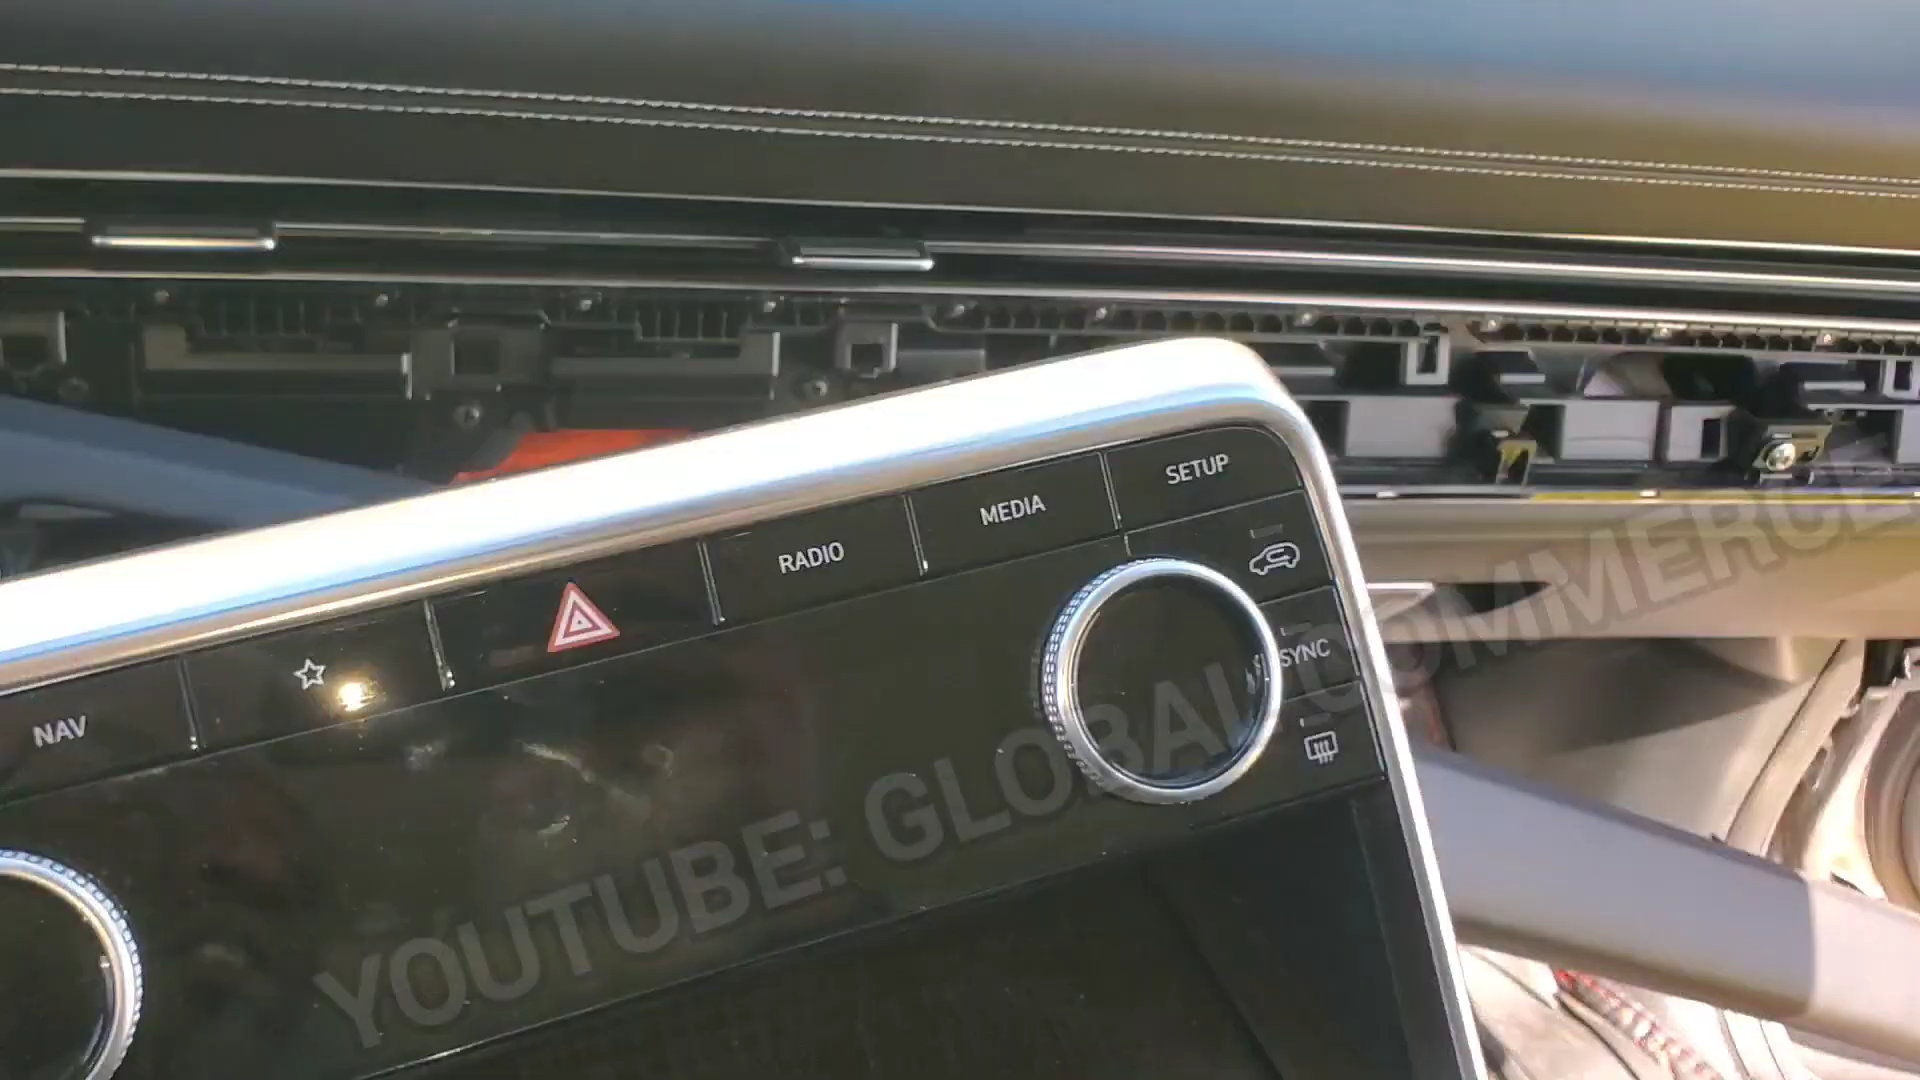 SETUP
MEDIA
RADIO
NAV
SYNC
YOUTUBE: GLOBAL COMMERCE